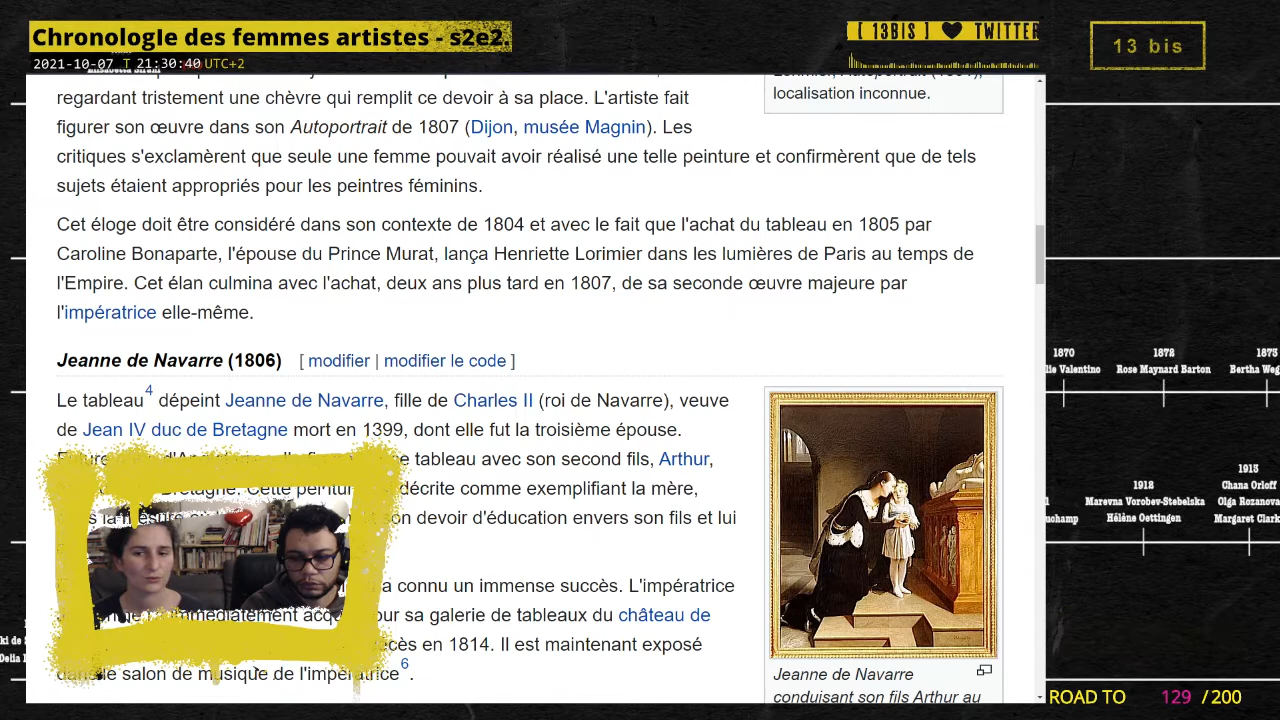 Chronologie des femmes artistes - s2e2
2021-10-07 T 21:30:40 UTC+2
[ 13BIS ] TWITTER
13 bis
regardant tristement une chèvre qui remplit ce devoir à sa place. L'artiste fait
figurer son œuvre dans son Autoportrait de 1807 (Dijon, musée Magnin). Les
critiques s'exclamèrent que seule une femme pouvait avoir réalisé une telle peinture et confirmèrent que de tels
sujets étaient appropriés pour les peintres féminins.
localisation inconnue.
Cet éloge doit être considéré dans son contexte de 1804 et avec le fait que l'achat du tableau en 1805 par
Caroline Bonaparte, l'épouse du Prince Murat, lança Henriette Lorimier dans les lumières de Paris au temps de
l'Empire. Cet élan culmina avec l'achat, deux ans plus tard en 1807, de sa seconde œuvre majeure par
l'impératrice elle-même.
Jeanne de Navarre (1806) [ modifier | modifier le code ]
Le tableau4 dépeint Jeanne de Navarre, fille de Charles II (roi de Navarre), veuve
de Jean IV duc de Bretagne mort en 1399, dont elle fut la troisième épouse.
tableau avec son second fils, Arthur,
Bretagne. Cette décrite comme exemplifiant la mère,
son devoir d'éducation envers son fils et lui
a connu un immense succès. L'impératrice
immédiatement sa galerie de tableaux du château de
en 1814. Il est maintenant exposé
le salon de musique de l'impératrice6.
Jeanne de Navarre
conduisant son fils Arthur au
1870
Valentino
1872
Rose Maynard Barton
1873
Bertha
1912
Marevna Vorobev-Stebelska
Hélène Oettingen
1915
Chana Orloff
Olga Rozanova
Margaret
ROAD TO 129 / 200